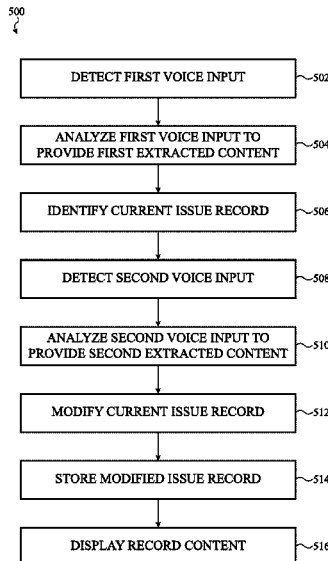 500
DETECT FIRST VOICE INPUT
502
ANALYZE FIRST VOICE INPUT TO
PROVIDE FIRST EXTRACTED CONTENT
504
IDENTIFY CURRENT ISSUE RECORD
506
DETECT SECOND VOICE INPUT
508
ANALYZE SECOND VOICE INPUT TO
PROVIDE SECOND EXTRACTED CONTENT
510
MODIFY CURRENT ISSUE RECORD
512
STORE MODIFIED ISSUE RECORD
514
DISPLAY RECORD CONTENT
516